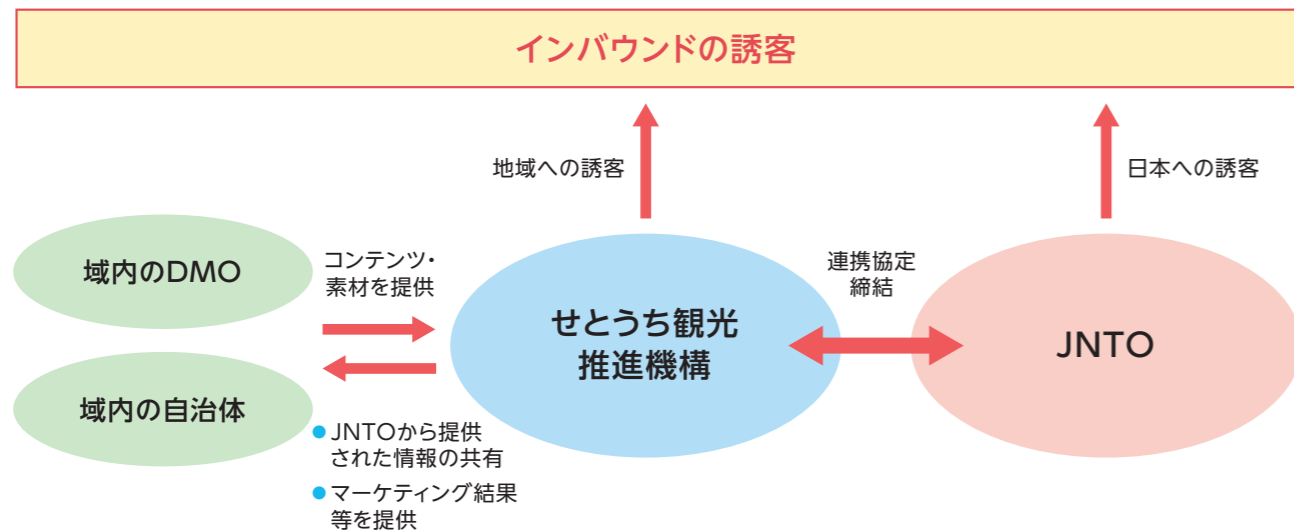 インバウンドの誘客
地域への誘客
日本への誘客
域内のDMO
コンテンツ・
素材を提供
域内の自治体
●JNTOから提供
された情報の共有
●マーケティング結果
等を提供
せとうち観光
推進機構
連携協定
締結
JNTO